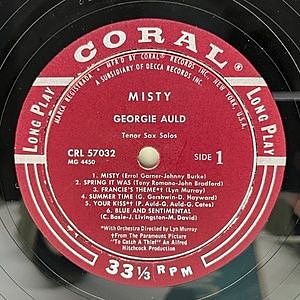 CORAL
MFD BY CORAL RECORDS INC.
NEW YORK, U.S.A.
MARCA REGISTRADA
A SUBSIDIARY OF DECCA RECORDS INC.
Long Play
Long Play
MISTY
GEORGIE AULD
Tenor Sax Solos
CRL 57032
MG 4450
SIDE 1
1. MISTY (Errol Garner-Johnny Burke)
2. SPRING IT WAS (Tony Romano-John Bradford)
3. FRANCIE'S THEME*† (Lyn Murray)
4. SUMMER TIME (G. Gershwin-D. Hayward)
5. YOUR KISS*† (P. Auld-G. Auld-G. Cates)
6. BLUE AND SENTIMENTAL
(C. Basie-J. Livingston-M. David)
*With Orchestra Directed by Lyn Murray
†From The Paramount Picture
"To Catch A Thief" An Alfred
Hitchcock Production
33⅓ RPM